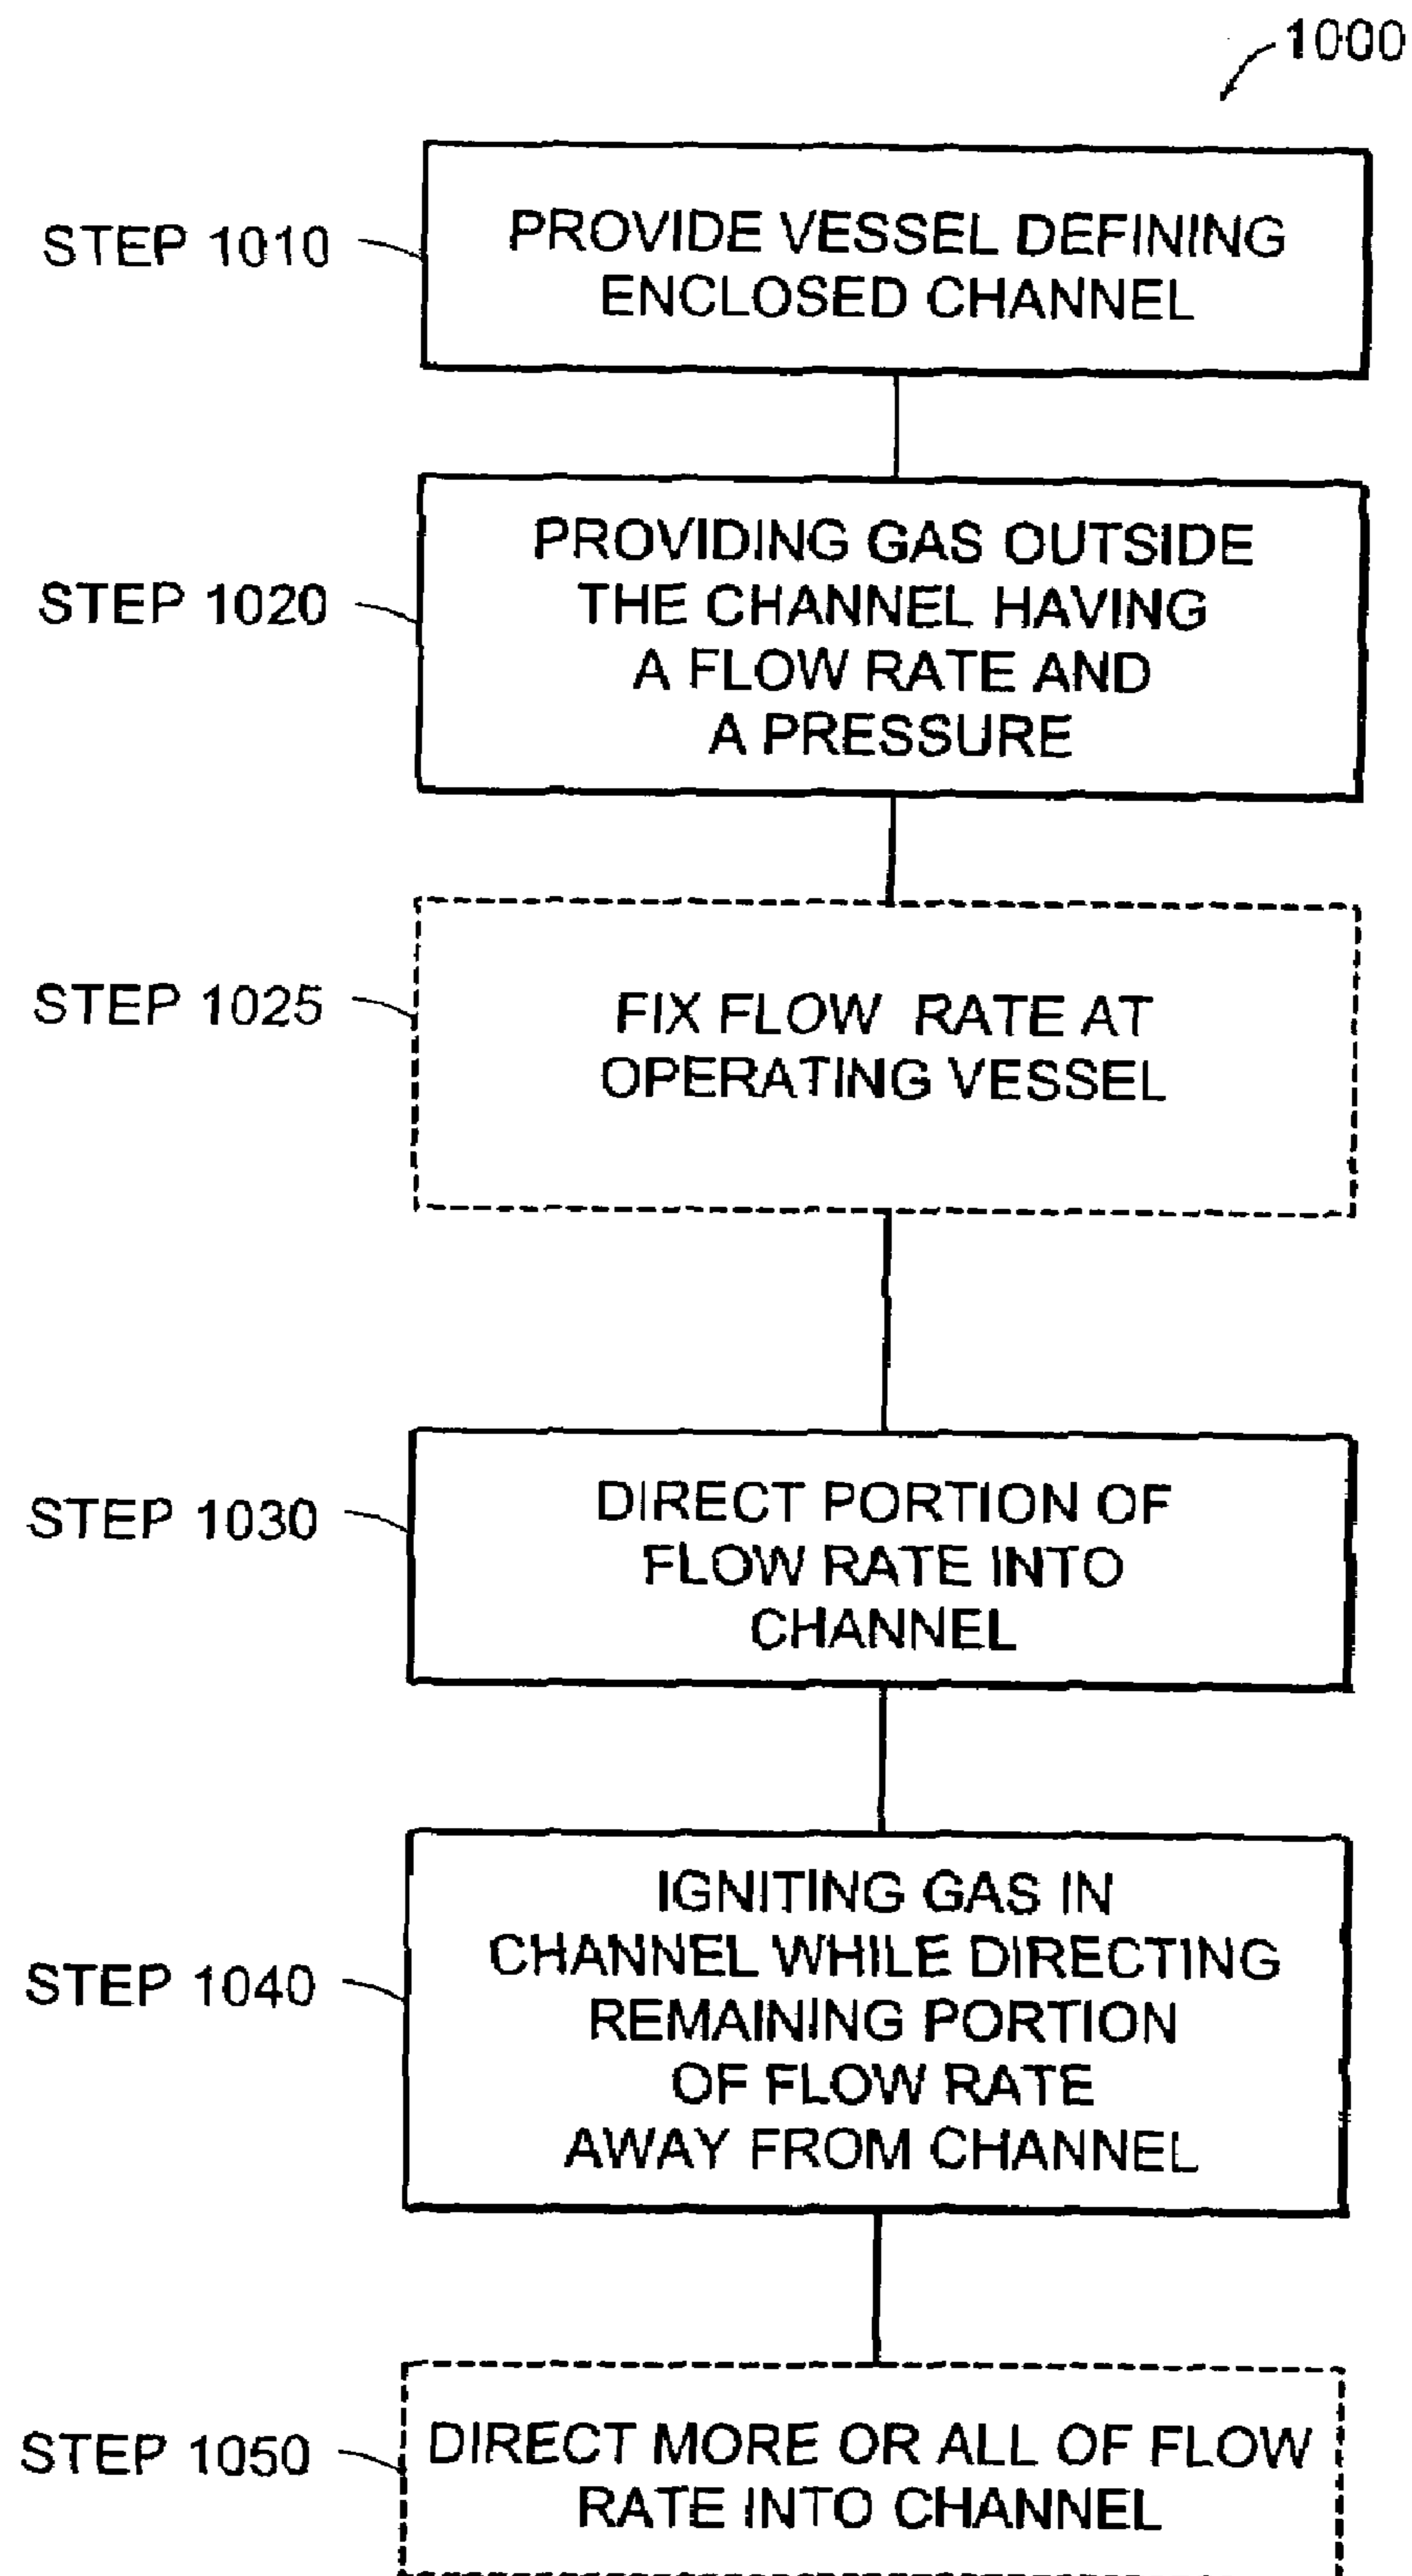 1000
STEP 1010
PROVIDE VESSEL DEFINING
ENCLOSED CHANNEL
STEP 1020
PROVIDING GAS OUTSIDE
THE CHANNEL HAVING
A FLOW RATE AND
A PRESSURE
STEP 1025
FIX FLOW RATE AT
OPERATING VESSEL
STEP 1030
DIRECT PORTION OF
FLOW RATE INTO
CHANNEL
STEP 1040
IGNITING GAS IN
CHANNEL WHILE DIRECTING
REMAINING PORTION
OF FLOW RATE
AWAY FROM CHANNEL
STEP 1050
DIRECT MORE OR ALL OF FLOW
RATE INTO CHANNEL